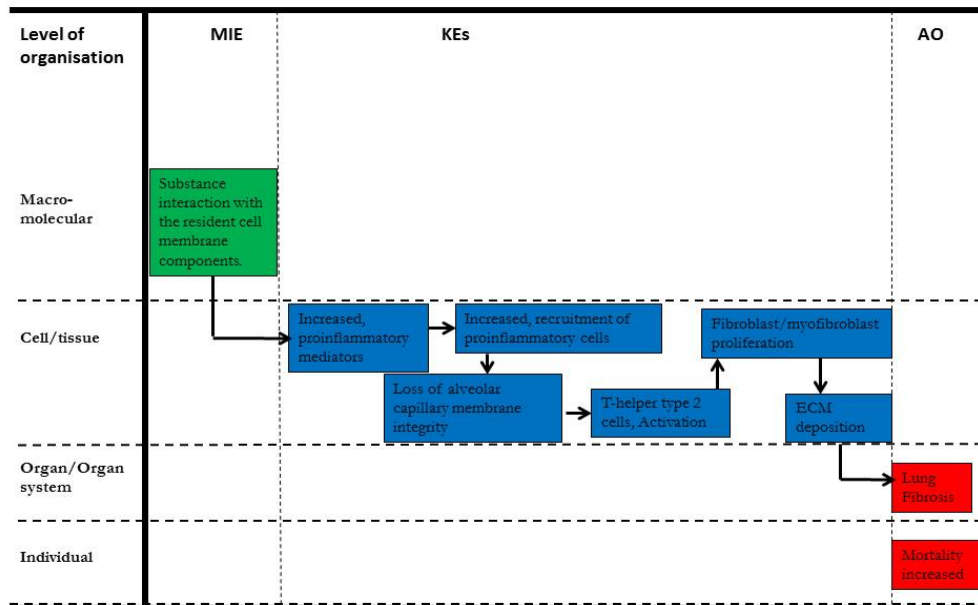 Level of
organisation
MIE
KEs
AO
Macro-
molecular
Substance
interaction with
the resident cell
membrane
components.
Cell/tissue
Increased,
proinflammatory
mediators
Increased, recruitment of
proinflammatory cells
Fibroblast/myofibroblast
proliferation
Loss of alveolar
capillary membrane
integrity
T-helper type 2
cells, Activation
ECM
deposition
Organ/Organ
system
Lung
Fibrosis
Individual
Mortality
increased